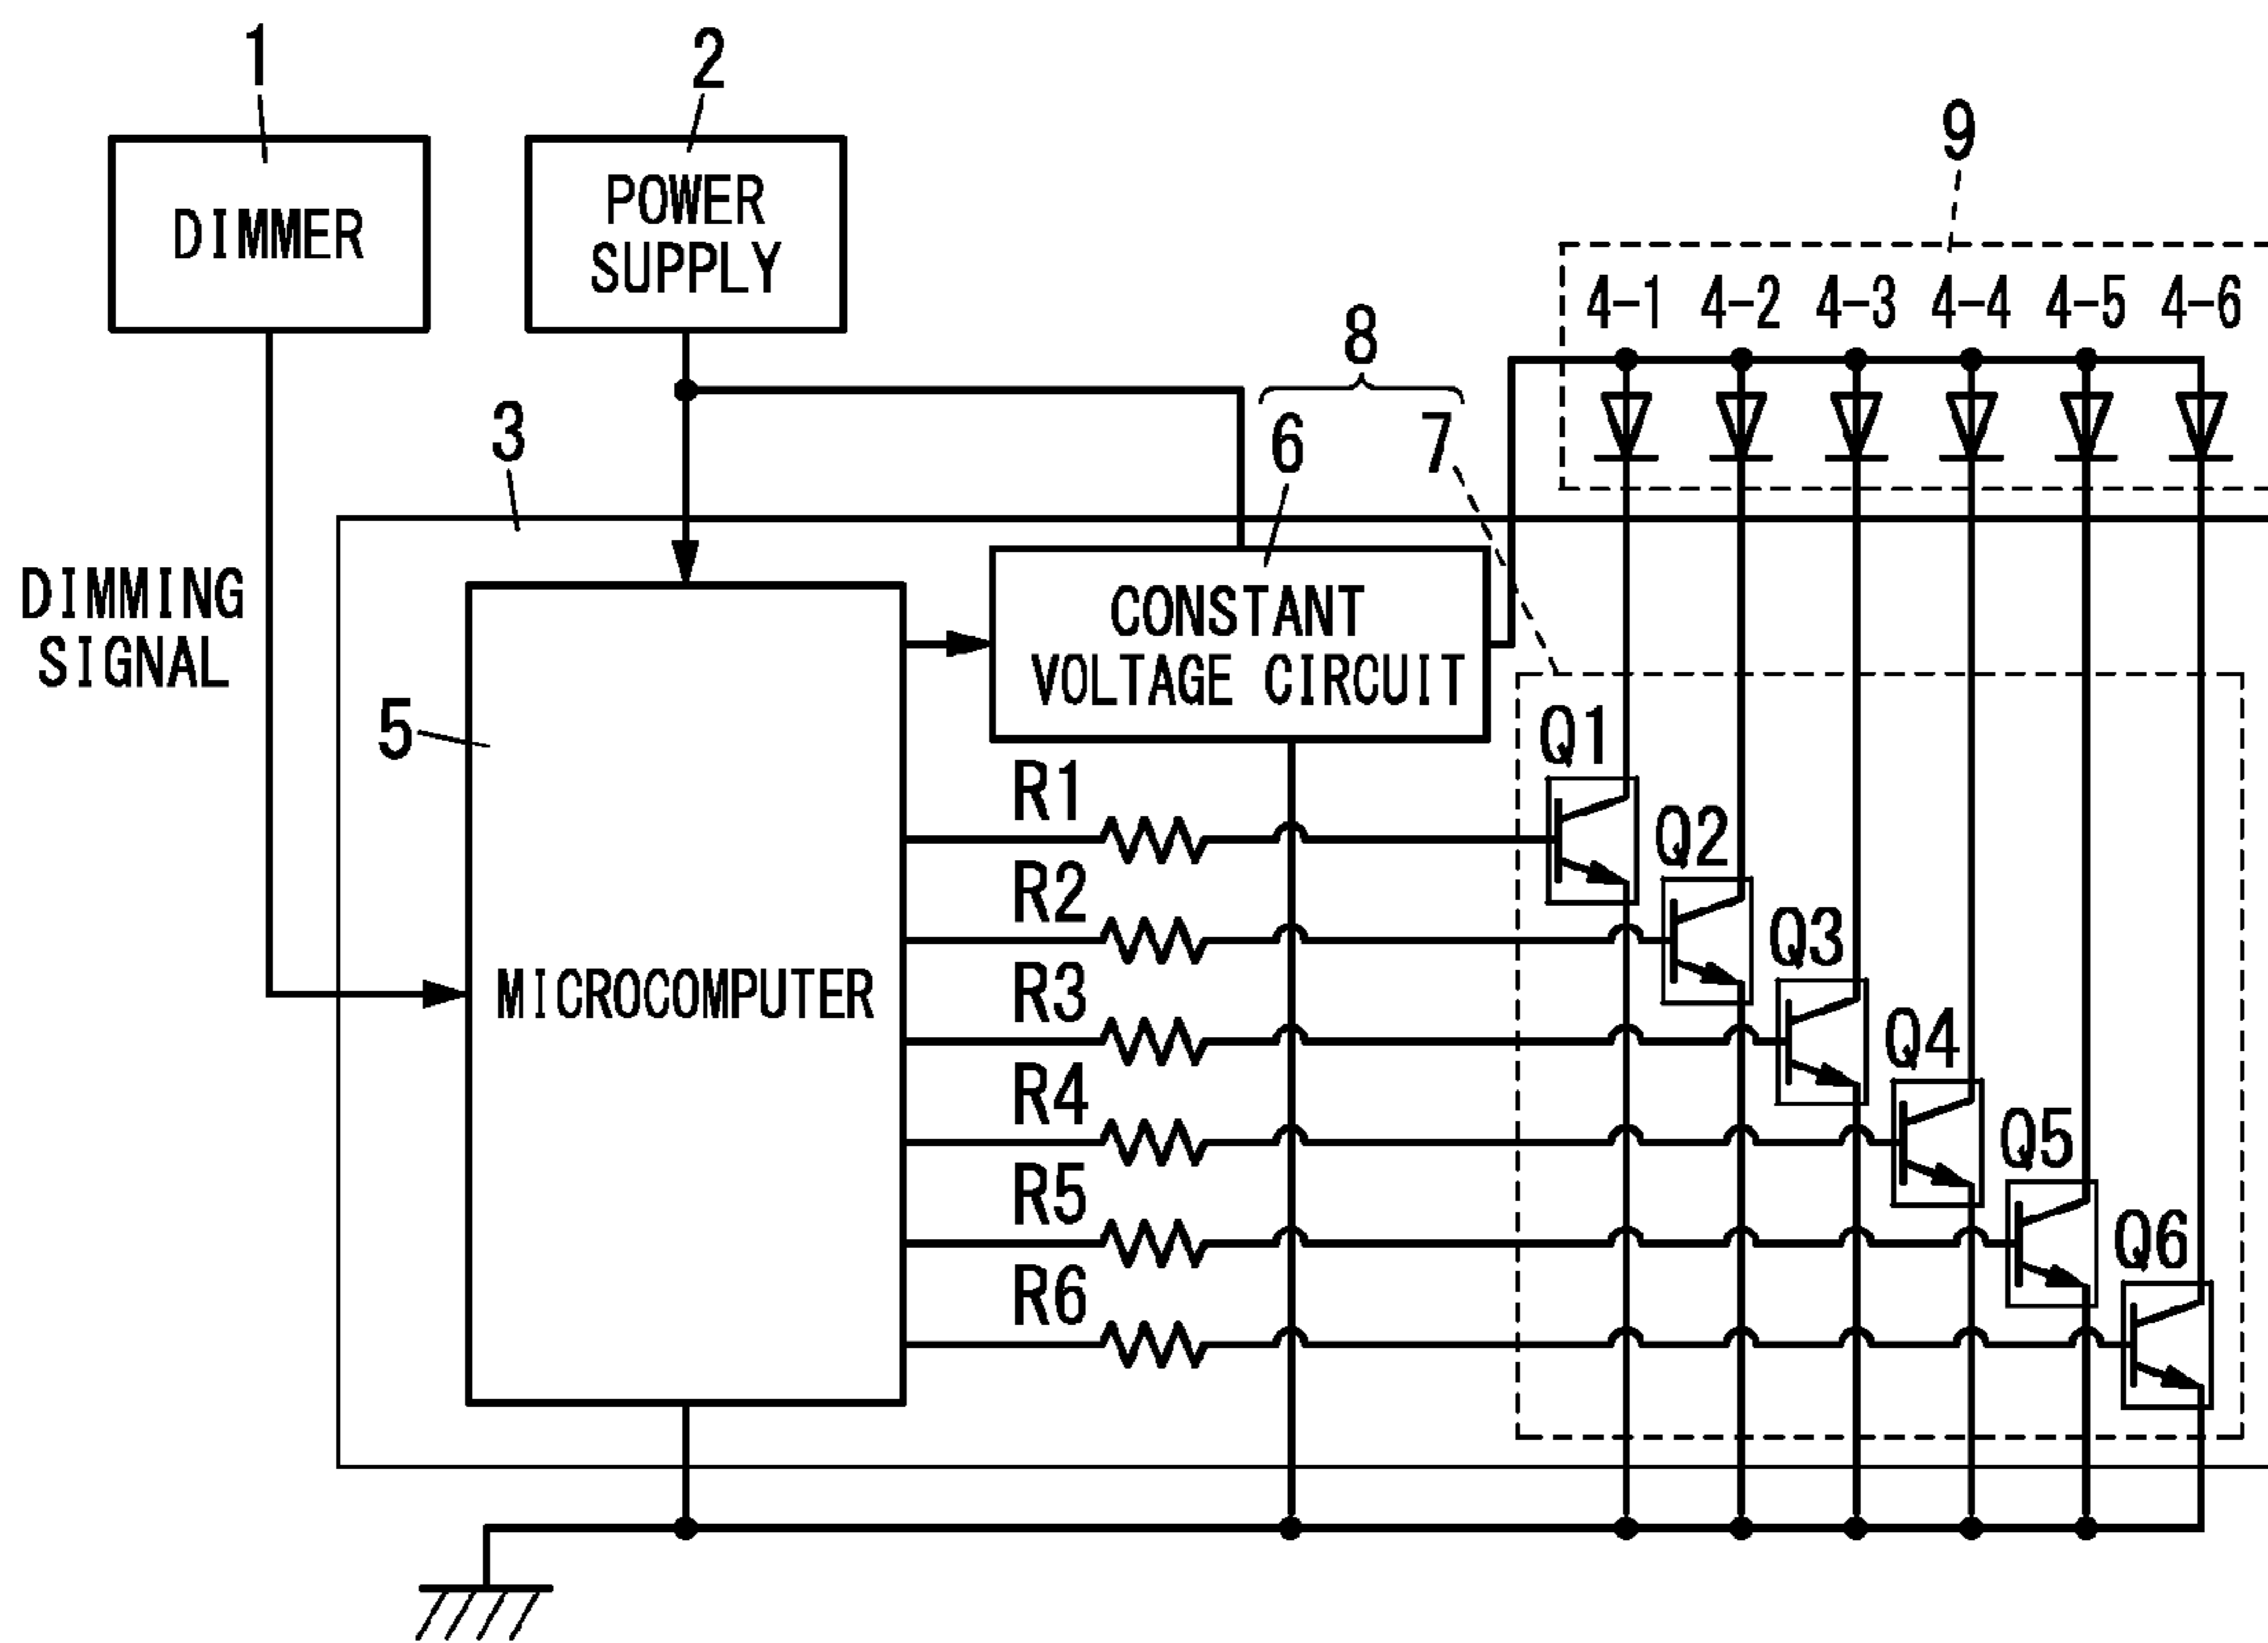 1
2
9
DIMMER
POWER
SUPPLY
4-1 4-2 4-3 4-4 4-5 4-6
8
3
6 7
DIMMING
SIGNAL
CONSTANT
VOLTAGE CIRCUIT
5
Q1
R1
Q2
R2
Q3
R3
MICROCOMPUTER
Q4
R4
Q5
R5
Q6
R6